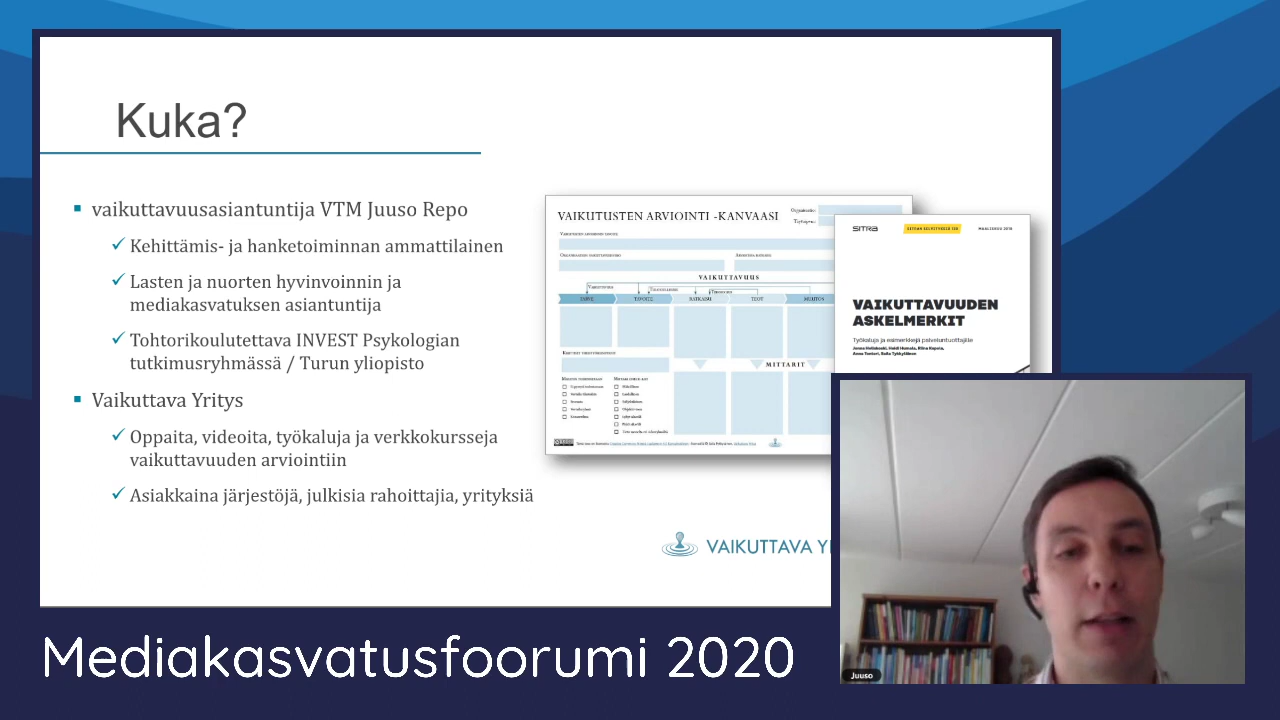 Kuka?
vaikuttavuusasiantuntija VTM Juuso Repo
Kehittämis- ja hanketoiminnan ammattilainen
Lasten ja nuorten hyvinvoinnin ja
mediakasvatuksen asiantuntija
Tohtorikoulutettava INVEST Psykologian
tutkimusryhmässä / Turun yliopisto
Vaikuttava Yritys
Oppaita, videoita, työkaluja ja verkkokursseja
vaikuttavuuden arviointiin
Asiakkaina järjestöjä, julkisia rahoittajia, yrityksiä
VAIKUTUSTEN ARVIOINTI -KANVAASI
VAIKUTTAVUUS
TARVE
TAVOITE
RATKAISU
TEOT
MUUTOS
MITTARIT
SITRA
MAALISKUU 2018
VAIKUTTAVUUDEN
ASKELMERKIT
Työkaluja ja esimerkkejä palveluntuottajille
VAIKUTTAVA
Juuso
Mediakasvatusfoorumi 2020